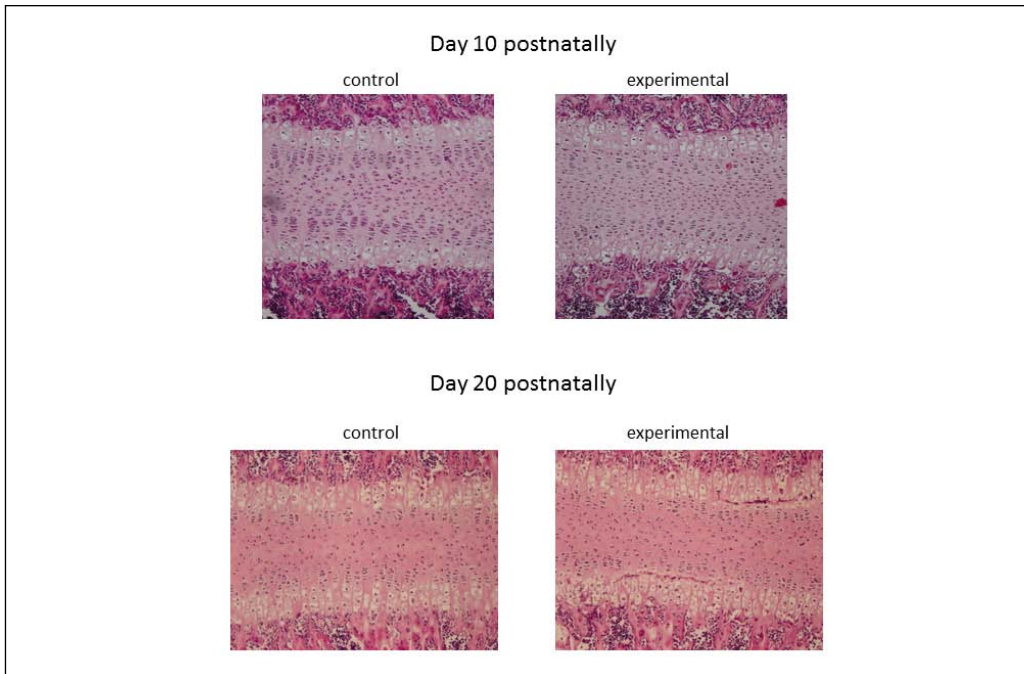 Day 10 postnatally
control experimental
Day 20 postnatally
control experimental